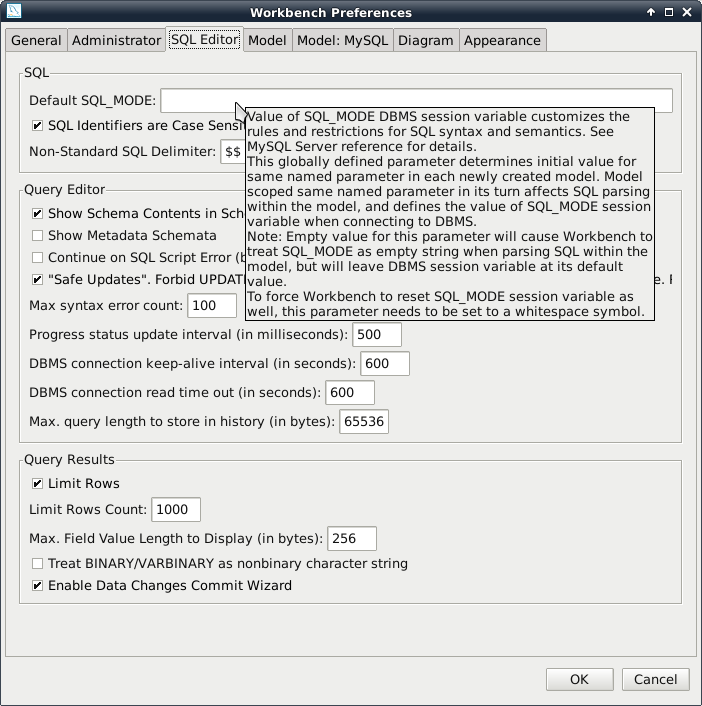 Workbench Preferences
General Administrator SQL Editor Model Model: MySQL Diagram Appearance
SQL
Default SQL_MODE:
SQL Identifiers are Case
Non-Standard SQL Delimiter: $$
Value of SQL_MODE DBMS session variable customizes the
rules and restrictions for SQL syntax and semantics. See
MySQL Server reference for details.
This globally defined parameter determines initial value for
same named parameter in each newly created model. Model
scoped same named parameter in its turn affects SQL parsing
within the model, and defines the value of SQL_MODE session
variable when connecting to DBMS.
Note: Empty value for this parameter will cause Workbench to
treat SQL_MODE as empty string when parsing SQL within the
model, but will leave DBMS session variable at its default
value.
To force Workbench to reset SQL_MODE session variable as
well, this parameter needs to be set to a whitespace symbol.
Query Editor
Show Schema Contents in
Show Metadata Schemata
Continue on SQL Script Error
"Safe Updates". Forbid
Max syntax error count: 100
Progress status update interval (in milliseconds): 500
DBMS connection keep-alive interval (in seconds): 600
DBMS connection read time out (in seconds): 600
Max. query length to store in history (in bytes): 65536
Query Results
Limit Rows
Limit Rows Count: 1000
Max. Field Value Length to Display (in bytes): 256
Treat BINARY/VARBINARY as nonbinary character string
Enable Data Changes Commit Wizard
OK Cancel